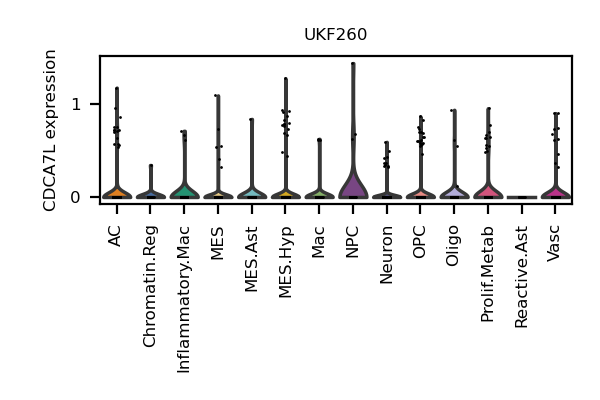 UKF260
CDCA7L expression
1
0
AC
Chromatin.Reg
Inflammatory.Mac
MES
MES.Ast
MES.Hyp
Mac
NPC
Neuron
OPC
Oligo
Prolif.Metab
Reactive.Ast
Vasc